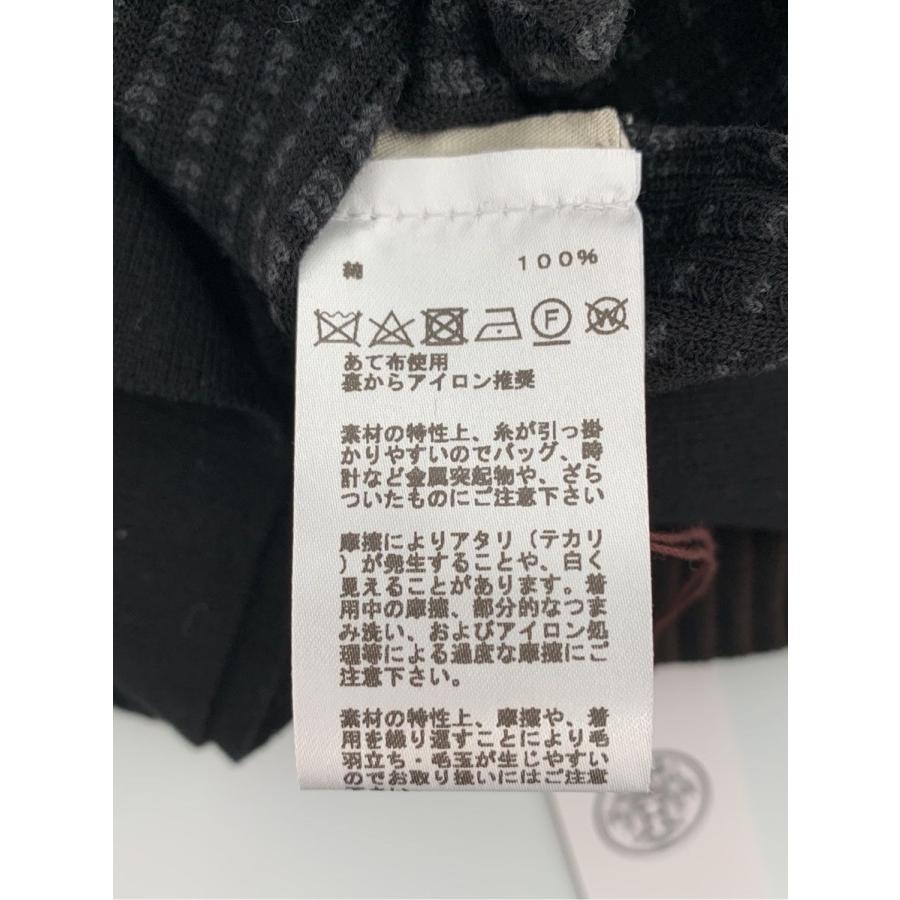 綿 100%
F W
あて布使用
裏からアイロン推奨
素材の特性上、糸が引っ掛
かりやすいのでバッグ、時
計など金属突起物や、ざら
ついたものにご注意下さい
摩擦によりアタリ（テカリ
）が発生することや、白く
見えることがあります。着
用中の摩擦、部分的なつま
み洗い、およびアイロン処
理等による過度な摩擦にご
注意下さい。
素材の特性上、摩擦や、着
用を繰り返すことにより毛
羽立ち・毛玉が生じやすい
のでお取り扱いにはご注意
下さい。